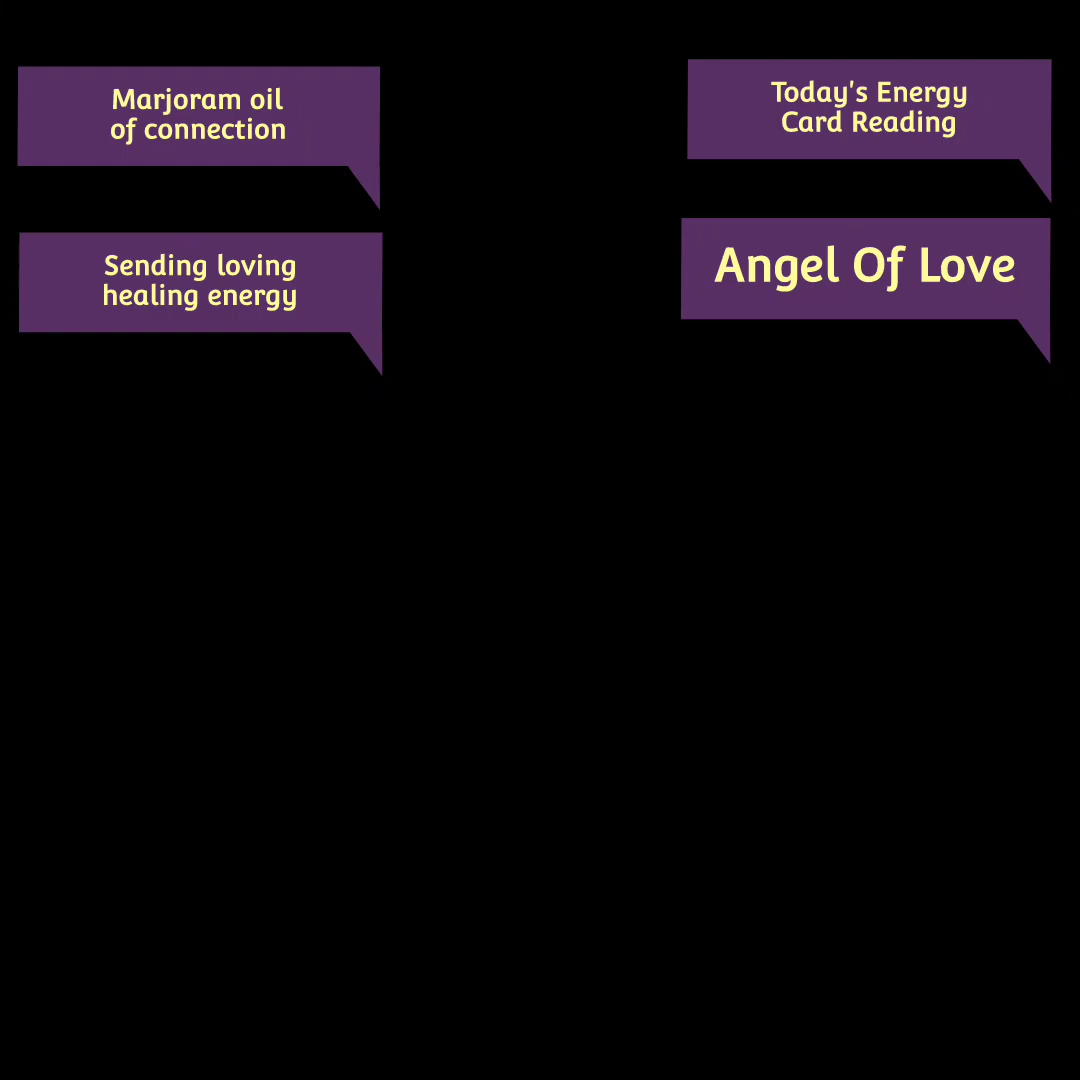 Marjoram oil
of connection
Sending loving
healing energy
Today's Energy
Card Reading
Angel Of Love